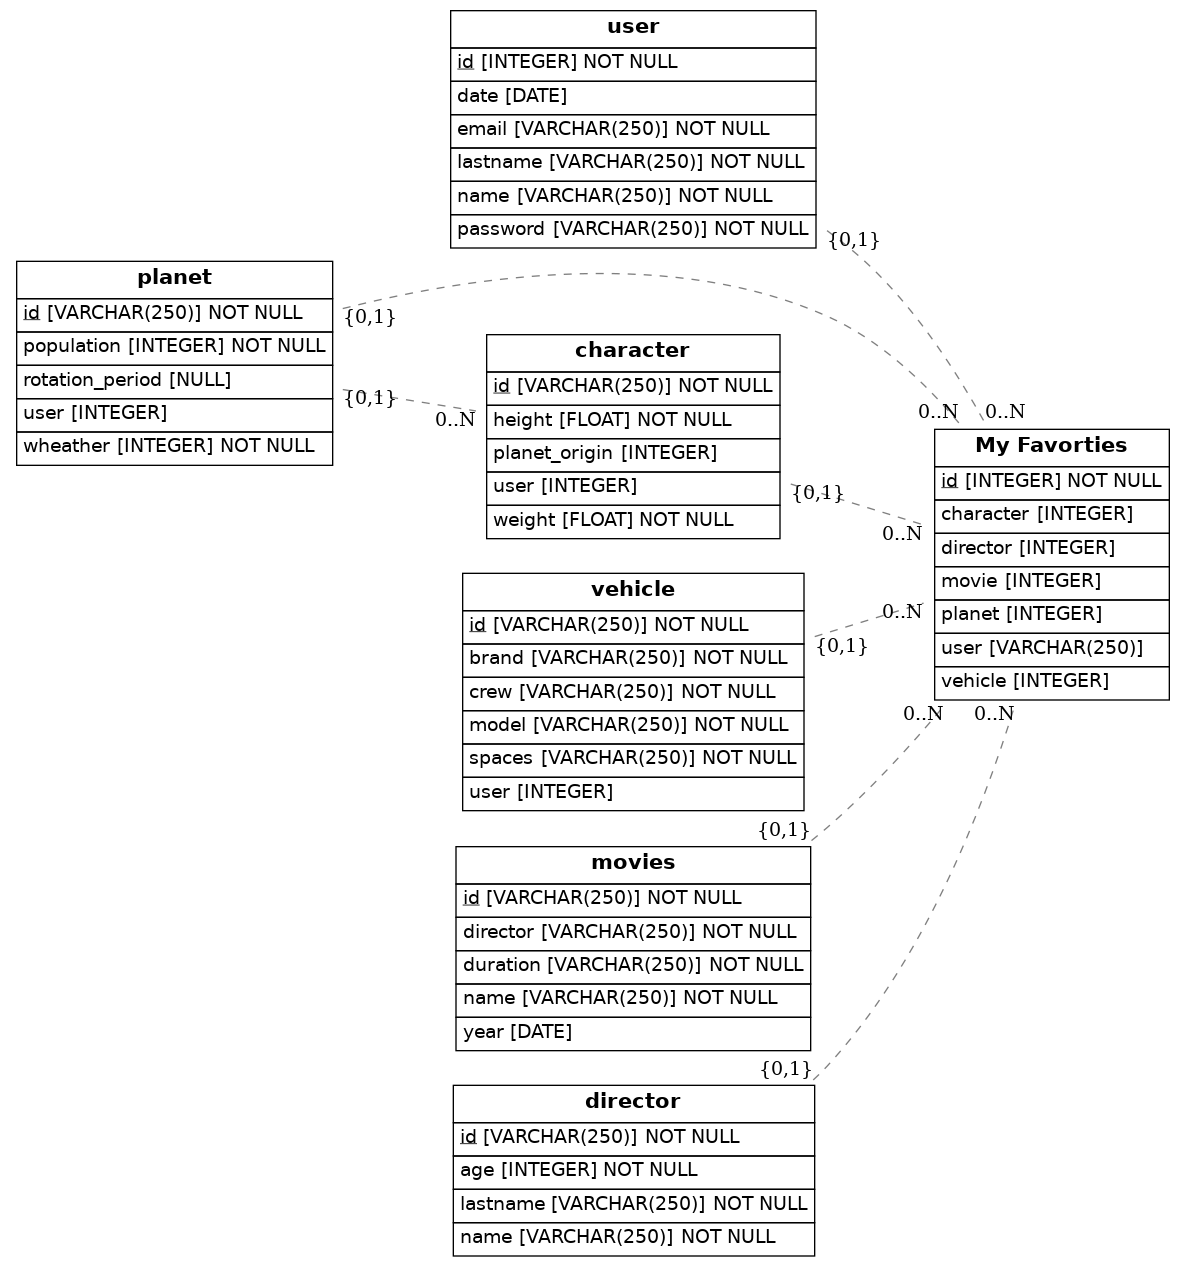 user
id [INTEGER] NOT NULL
date [DATE]
email [VARCHAR(250)] NOT NULL
lastname [VARCHAR(250)] NOT NULL
name [VARCHAR(250)] NOT NULL
password [VARCHAR(250)] NOT NULL
{0,1}
planet
id [VARCHAR(250)] NOT NULL
population [INTEGER] NOT NULL
rotation_period [NULL]
user [INTEGER]
wheather [INTEGER] NOT NULL
{0,1}
{0,1}
0..N
character
id [VARCHAR(250)] NOT NULL
height [FLOAT] NOT NULL
planet_origin [INTEGER]
user [INTEGER]
weight [FLOAT] NOT NULL
{0,1}
0..N
0..N
0..N
0..N
My Favorties
id [INTEGER] NOT NULL
character [INTEGER]
director [INTEGER]
movie [INTEGER]
planet [INTEGER]
user [VARCHAR(250)]
vehicle [INTEGER]
0..N
0..N
vehicle
id [VARCHAR(250)] NOT NULL
brand [VARCHAR(250)] NOT NULL
crew [VARCHAR(250)] NOT NULL
model [VARCHAR(250)] NOT NULL
spaces [VARCHAR(250)] NOT NULL
user [INTEGER]
{0,1}
{0,1}
movies
id [VARCHAR(250)] NOT NULL
director [VARCHAR(250)] NOT NULL
duration [VARCHAR(250)] NOT NULL
name [VARCHAR(250)] NOT NULL
year [DATE]
{0,1}
director
id [VARCHAR(250)] NOT NULL
age [INTEGER] NOT NULL
lastname [VARCHAR(250)] NOT NULL
name [VARCHAR(250)] NOT NULL